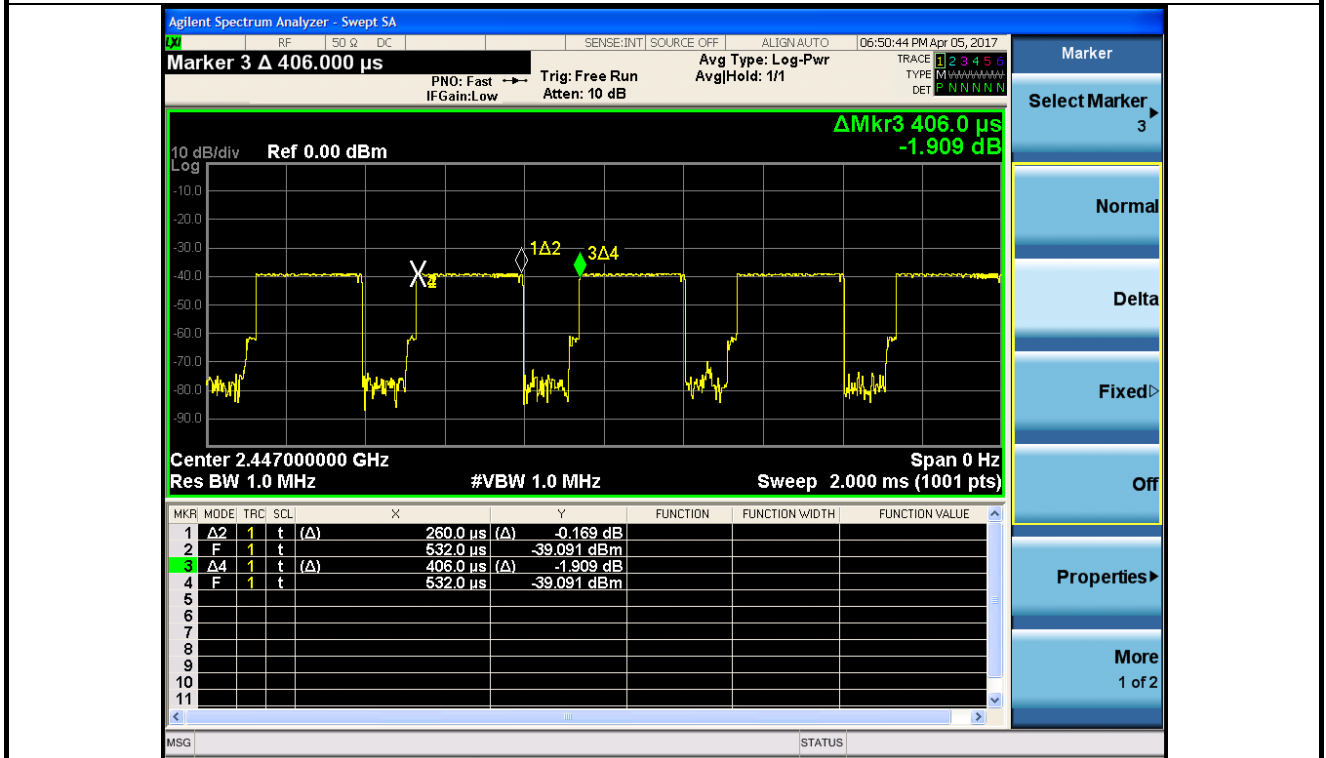 Agilent Spectrum Analyzer - Swept SA
LXI RF 50 Ω DC SENSE:INT SOURCE OFF ALIGN AUTO 06:50:44 PM Apr 05, 2017
Marker 3 Δ 406.000 µs
PNO: Fast IFGain:Low
Trig: Free Run
Atten: 10 dB
Avg Type: Log-Pwr
Avg|Hold: 1/1
TRACE 1 2 3 4 5 6
TYPE M WWWWW
DET P N N N N N
ΔMkr3 406.0 µs
-1.909 dB
10 dB/div Ref 0.00 dBm
Log
-10.0
-20.0
-30.0
-40.0
-50.0
-60.0
-70.0
-80.0
-90.0
X 4 1Δ2 3Δ4
Center 2.447000000 GHz Span 0 Hz
Res BW 1.0 MHz #VBW 1.0 MHz Sweep 2.000 ms (1001 pts)
MKR MODE TRC SCL X Y FUNCTION FUNCTION WIDTH FUNCTION VALUE
1 Δ2 1 t (Δ) 260.0 µs (Δ) -0.169 dB
2 F 1 t 532.0 µs -39.091 dBm
3 Δ4 1 t (Δ) 406.0 µs (Δ) -1.909 dB
4 F 1 t 532.0 µs -39.091 dBm
5
6
7
8
9
10
11
MSG STATUS
Marker
Select Marker
3
Normal
Delta
Fixed
Off
Properties
More
1 of 2